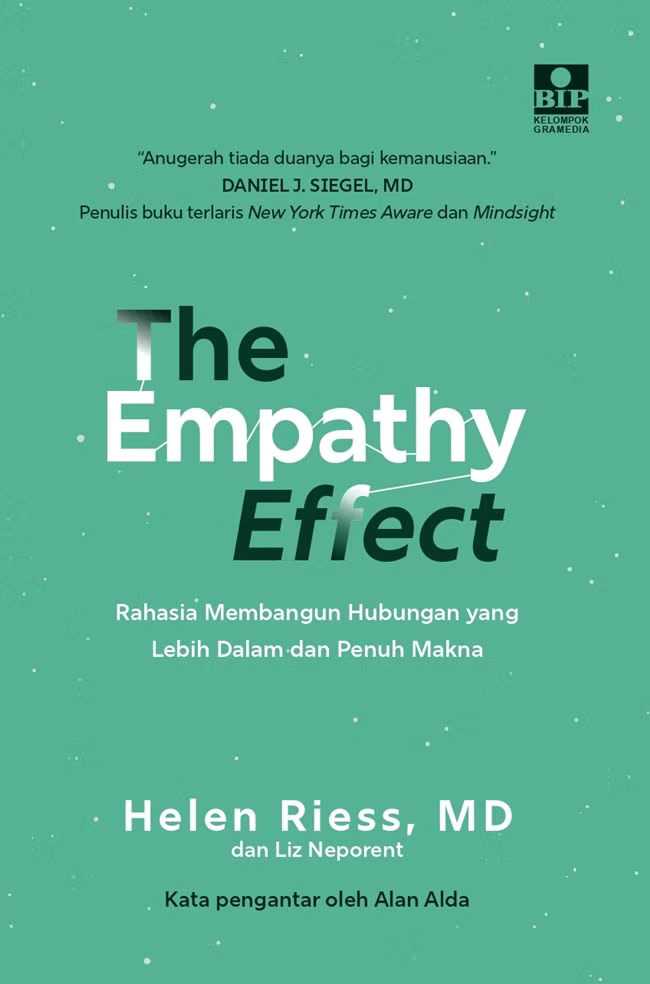 BIP
KELOMPOK
GRAMEDIA
“Anugerah tiada duanya bagi kemanusiaan.”
DANIEL J. SIEGEL, MD
Penulis buku terlaris New York Times Aware dan Mindsight
The
Empathy
Effect
Rahasia Membangun Hubungan yang
Lebih Dalam dan Penuh Makna
Helen Riess, MD
dan Liz Neporent
Kata pengantar oleh Alan Alda